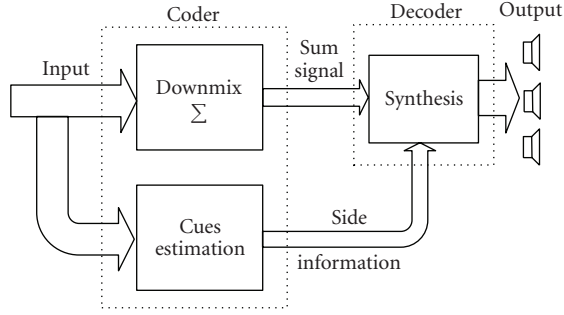 Coder
Decoder
Output
Input
Downmix
∑
Sum
signal
Synthesis
Cues
estimation
Side
information